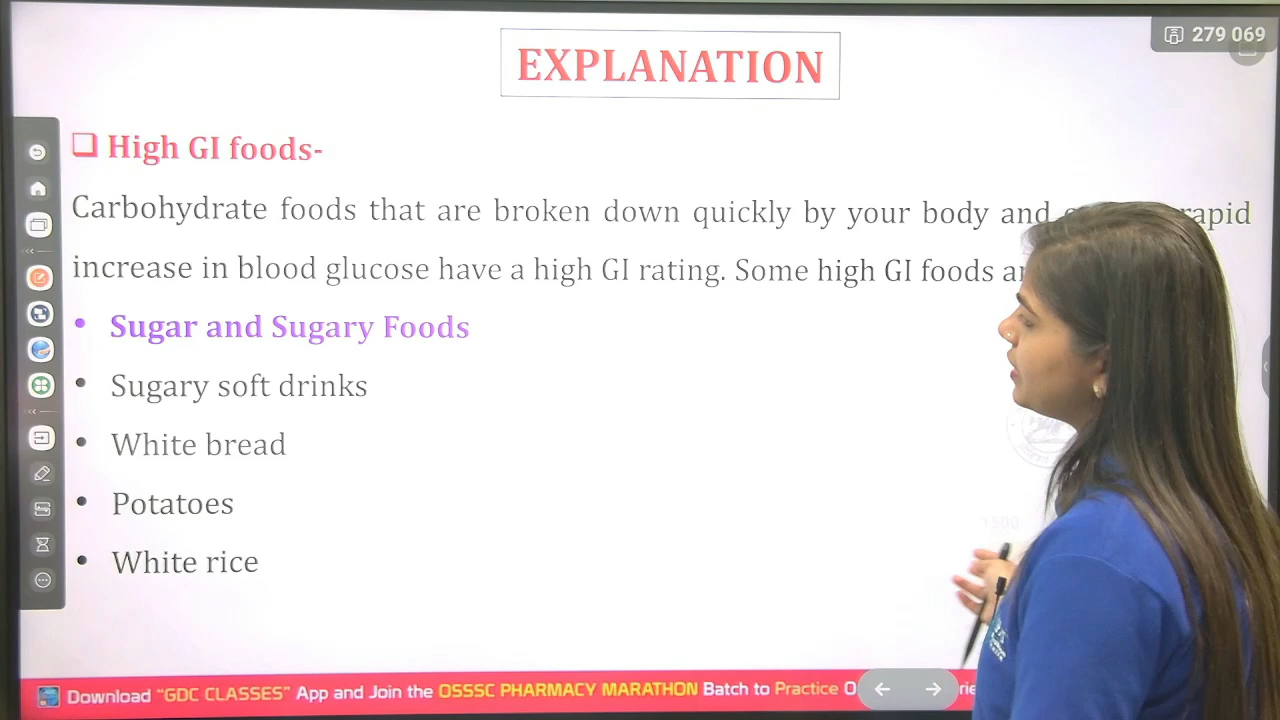 279 069
EXPLANATION
❑ High GI foods-
Carbohydrate foods that are broken down quickly by your body and rapid
increase in blood glucose have a high GI rating. Some high GI foods
• Sugar and Sugary Foods
• Sugary soft drinks
• White bread
• Potatoes
• White rice
1500
Download "GDC CLASSES" App and Join the OSSSC PHARMACY MARATHON Batch to Practice